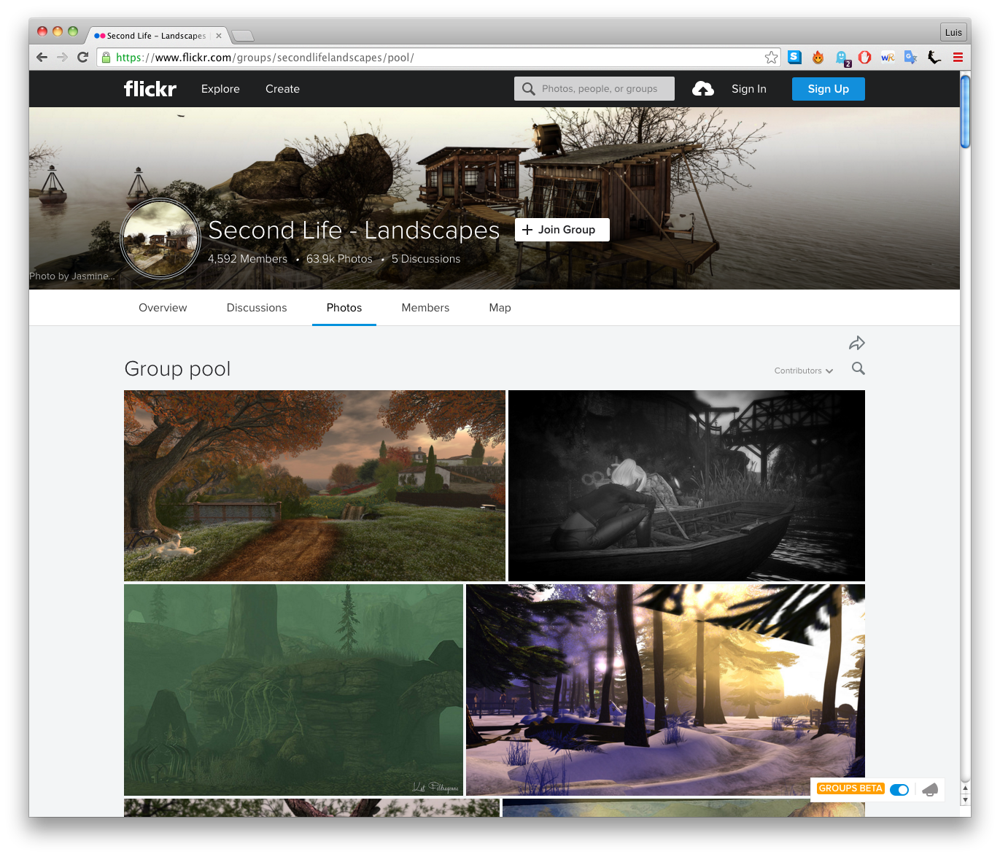 Second Life – Landscapes
Luis
https://www.flickr.com/groups/secondlifelandscapes/pool/
S
2
wR
G
flickr
Explore
Create
Photos, people, or groups
Sign In
Sign Up
Second Life - Landscapes
+ Join Group
4,592 Members • 63.9k Photos • 5 Discussions
Photo by Jasmine...
Overview
Discussions
Photos
Members
Map
Group pool
Contributors
GROUPS BETA